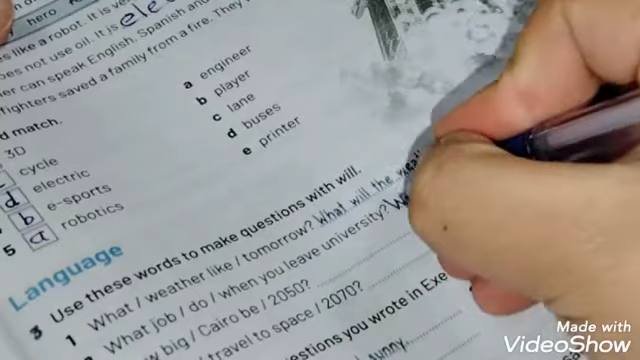 hero
es like a robot. It is ve
oes not use oil. It is ele
er can speak English, Spanish and
fighters saved a family from a fire. They
d match.
3D
cycle
d electric
b e-sports
5 a robotics
a engineer
b player
c lane
d buses
e printer
Language
3 Use these words to make questions with will.
1 What / weather like / tomorrow? What will the wea
What job / do / when you leave university? W
w big / Cairo be / 2050?
travel to space / 2070?
estions you wrote in Exe
funny.
Made with
VideoShow